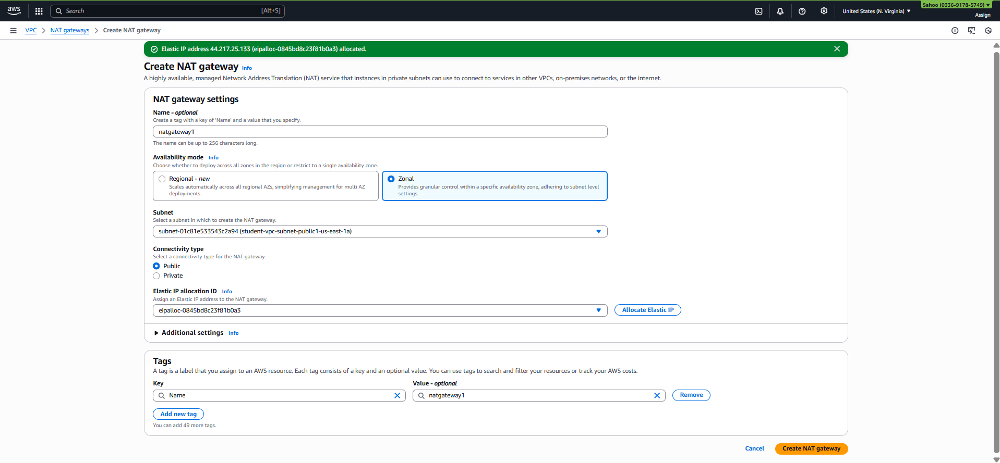 aws
Search
[Alt+S]
United States (N. Virginia)
Sahoo (0336-9178-5749)
Assign
VPC
NAT gateways
Create NAT gateway
Elastic IP address 44.217.25.133 (eipalloc-0845bd8c23f81b0a3) allocated.
Create NAT gateway Info
A highly available, managed Network Address Translation (NAT) service that instances in private subnets can use to connect to services in other VPCs, on-premises networks, or the internet.
NAT gateway settings
Name - optional
Create a tag with a key of 'Name' and a value that you specify.
natgateway1
The name can be up to 256 characters long.
Availability mode Info
Choose whether to deploy across all zones in the region or restrict to a single availability zone.
Regional - new
Scales automatically across all regional AZs, simplifying management for multi AZ
deployments.
Zonal
Provides granular control within a specific availability zone, adhering to subnet level
settings.
Subnet
Select a subnet in which to create the NAT gateway.
subnet-01c81e533543c2a94 (student-vpc-subnet-public1-us-east-1a)
Connectivity type
Select a connectivity type for the NAT gateway.
Public
Private
Elastic IP allocation ID Info
Assign an Elastic IP address to the NAT gateway.
eipalloc-0845bd8c23f81b0a3
Allocate Elastic IP
Additional settings Info
Tags
A tag is a label that you assign to an AWS resource. Each tag consists of a key and an optional value. You can use tags to search and filter your resources or track your AWS costs.
Key
Value - optional
Name
natgateway1
Remove
Add new tag
You can add 49 more tags.
Cancel
Create NAT gateway